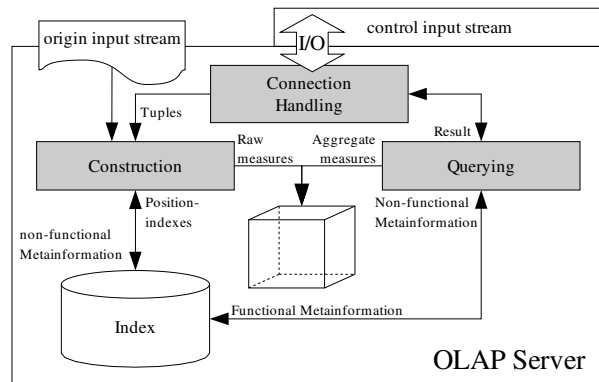 origin input stream
control input stream
I/O
Connection
Handling
Tuples
Result
Raw
measures
Aggregate
measures
Construction
Querying
Position-
indexes
Non-functional
Metainformation
non-functional
Metainformation
Index
Functional Metainformation
OLAP Server